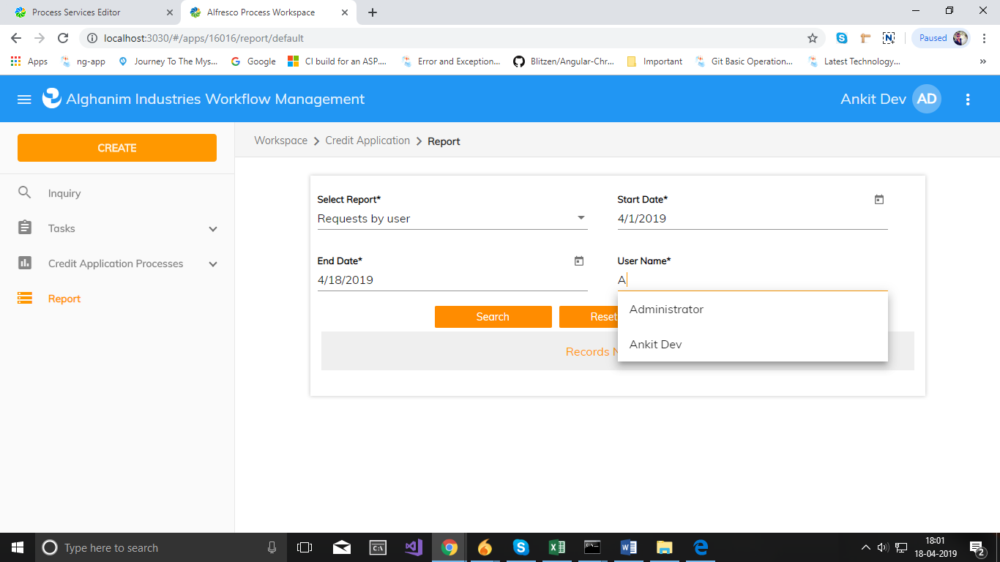 Process Services Editor
Alfresco Process Workspace
localhost:3030/#/apps/16016/report/default
Paused
Apps
ng-app
Journey To The Mys...
Google
CI build for an ASP....
Error and Exception...
Blitzen/Angular-Chr...
Important
Git Basic Operation...
Latest Technology...
Alghanim Industries Workflow Management
Ankit Dev AD
CREATE
Workspace > Credit Application > Report
Inquiry
Tasks
Credit Application Processes
Report
Select Report*
Requests by user
Start Date*
4/1/2019
End Date*
4/18/2019
User Name*
A
Administrator
Ankit Dev
Search
Reset
Records N
Type here to search
18:01
18-04-2019
2